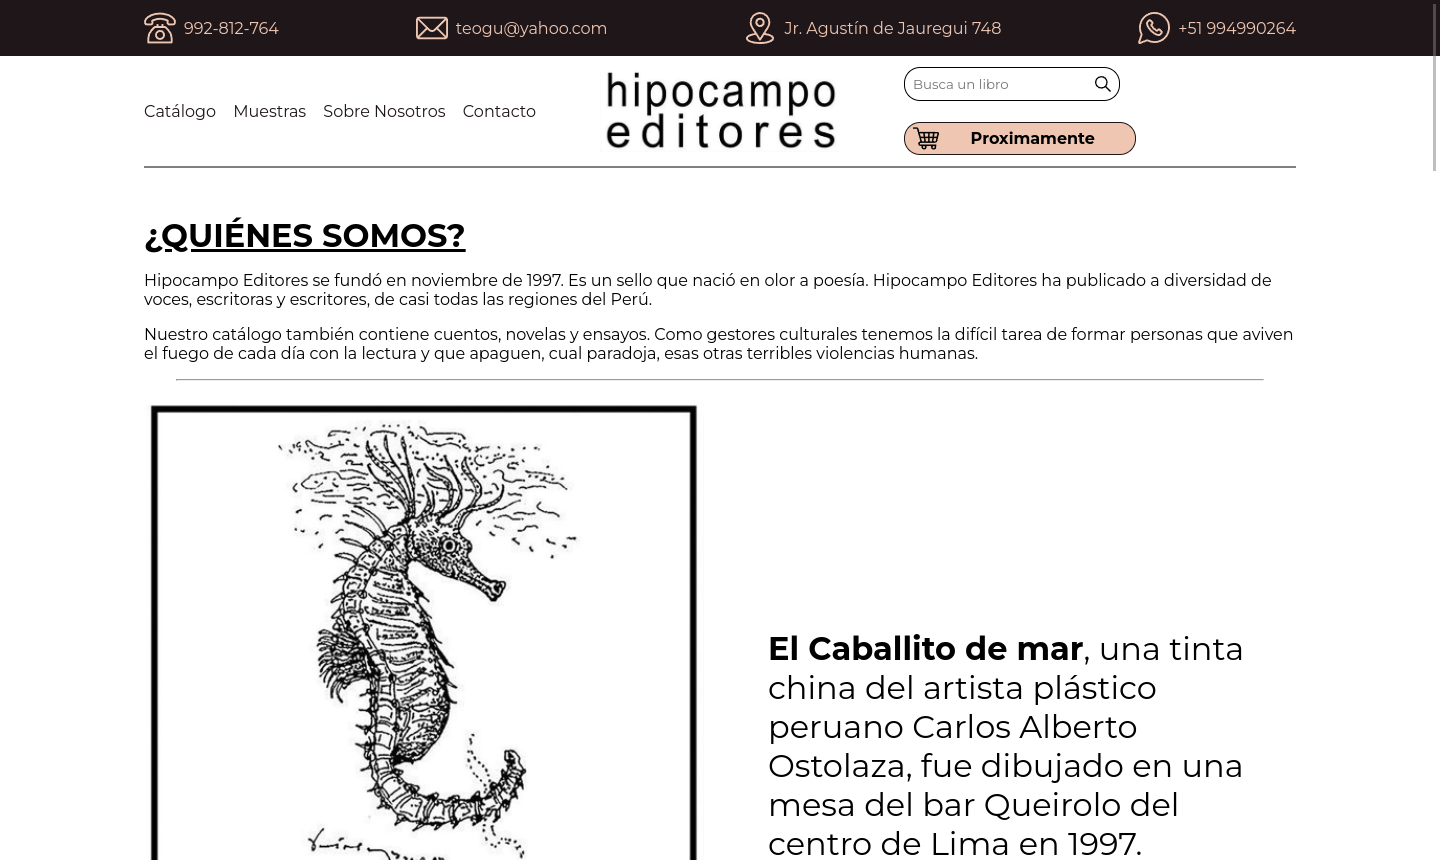 992-812-764 teogu@yahoo.com Jr. Agustín de Jauregui 748 +51 994990264
Catálogo Muestras Sobre Nosotros Contacto
hipocampo
editores
Busca un libro
Proximamente
¿QUIÉNES SOMOS?
Hipocampo Editores se fundó en noviembre de 1997. Es un sello que nació en olor a poesía. Hipocampo Editores ha publicado a diversidad de
voces, escritoras y escritores, de casi todas las regiones del Perú.
Nuestro catálogo también contiene cuentos, novelas y ensayos. Como gestores culturales tenemos la difícil tarea de formar personas que aviven
el fuego de cada día con la lectura y que apaguen, cual paradoja, esas otras terribles violencias humanas.
El Caballito de mar, una tinta
china del artista plástico
peruano Carlos Alberto
Ostolaza, fue dibujado en una
mesa del bar Queirolo del
centro de Lima en 1997.